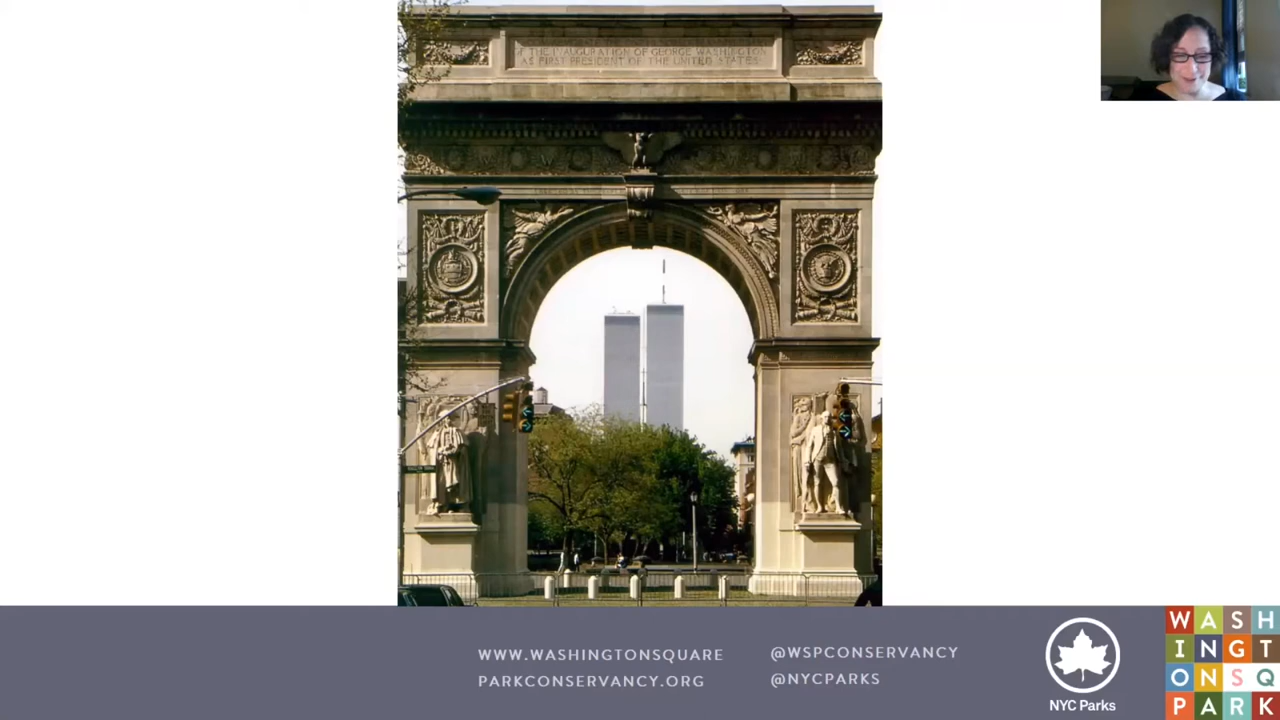 OF THE INAUGURATION OF GEORGE WASHINGTON
AS FIRST PRESIDENT OF THE UNITED STATES
WWW.WASHINGTONSQUARE
PARKCONSERVANCY.ORG
@WSPCONSERVANCY
@NYCPARKS
NYC Parks
WASH
INGT
ONSQ
PARK